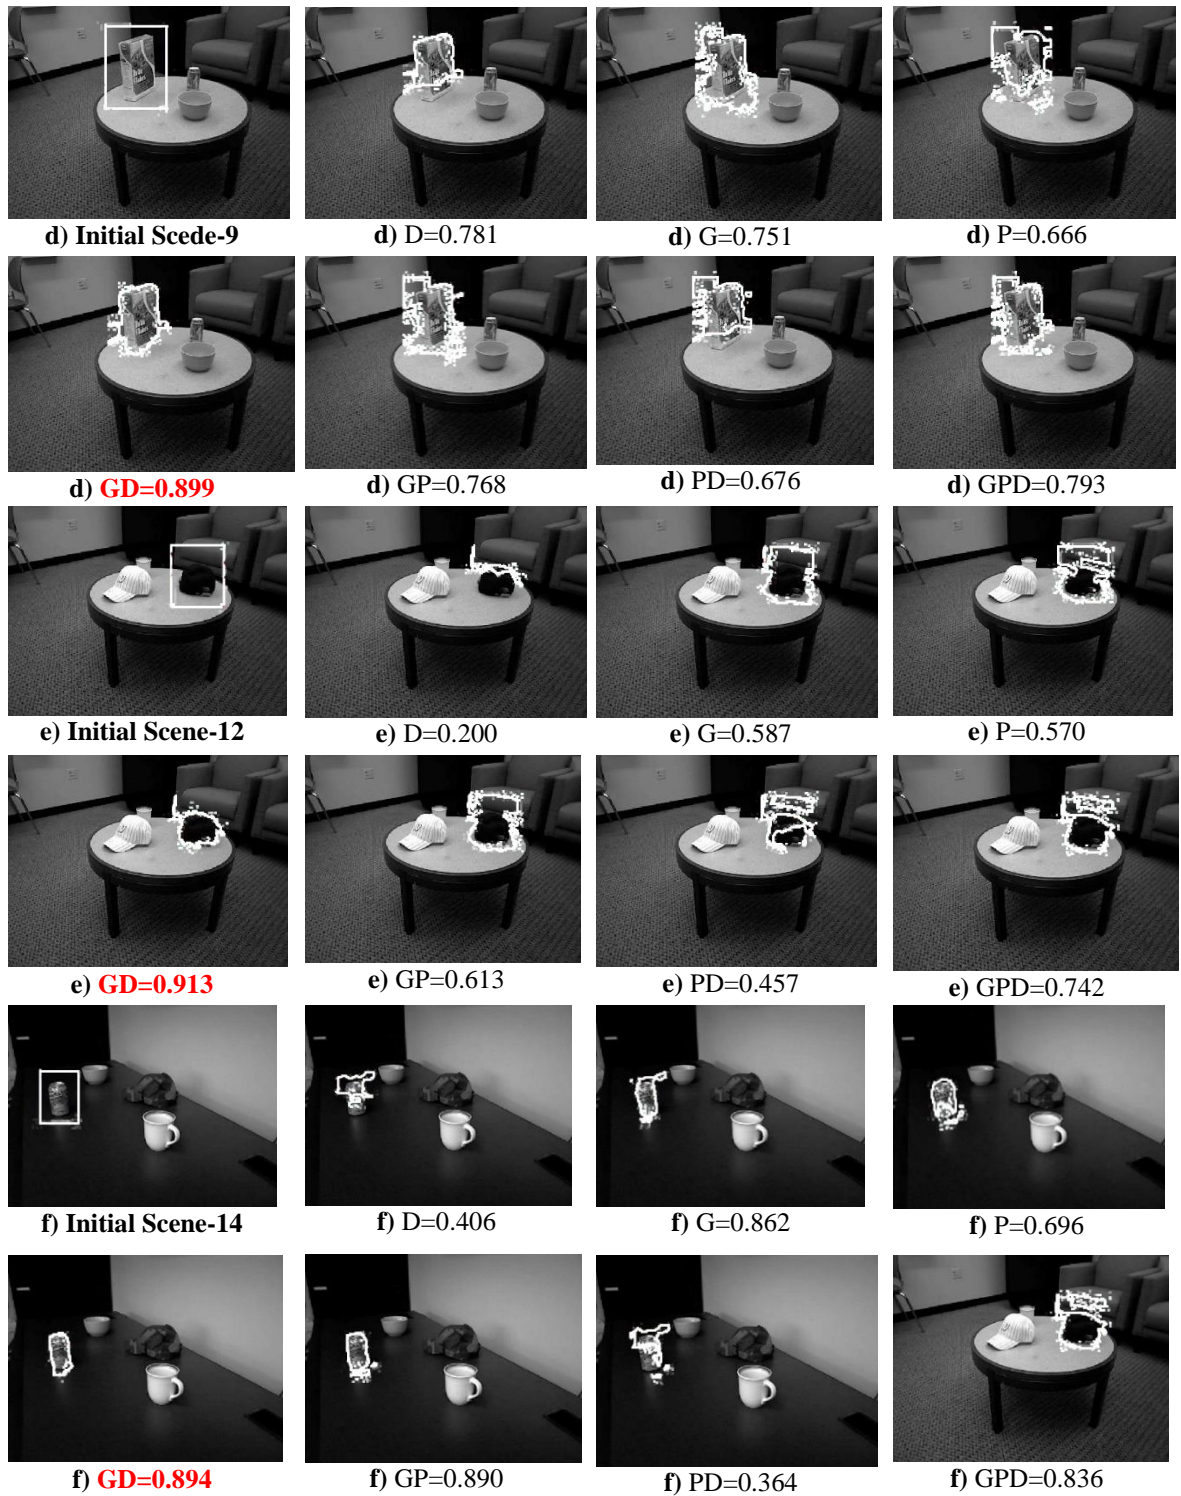 d) Initial Scede-9
d) D=0.781
d) G=0.751
d) P=0.666
d) GD=0.899
d) GP=0.768
d) PD=0.676
d) GPD=0.793
e) Initial Scene-12
e) D=0.200
e) G=0.587
e) P=0.570
e) GD=0.913
e) GP=0.613
e) PD=0.457
e) GPD=0.742
f) Initial Scene-14
f) D=0.406
f) G=0.862
f) P=0.696
f) GD=0.894
f) GP=0.890
f) PD=0.364
f) GPD=0.836